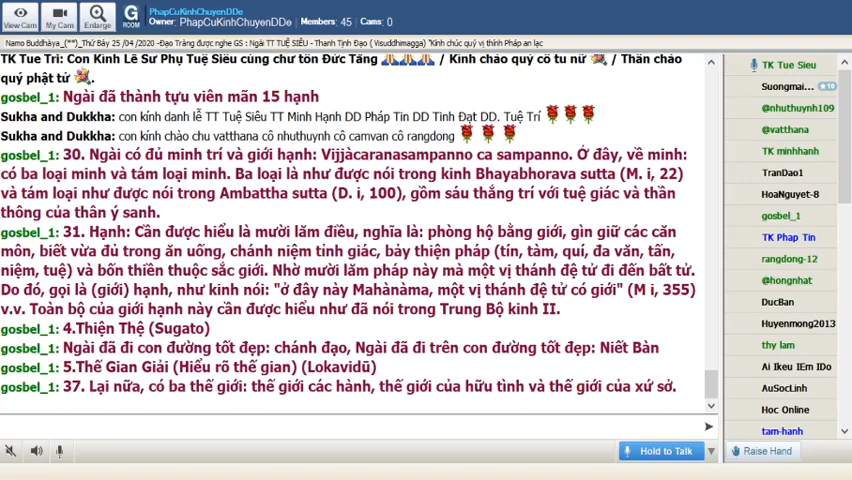 PhapCuKinhChuyenDDe
Owner: PhapCuKinhChuyenDDe | Members: 45 | Cams: 0
View Cam
My Cam
Enlarge
G
ROOM
Namo Buddhàya_(**)_Thứ Bảy 25 /04 /2020 -Đạo Tràng được nghe GS : Ngài TT TUỆ SIÊU - Thanh Tịnh Đạo ( Visuddhimagga) "Kính chúc quý vị thính Pháp an lạc
TK Tue Tri: Con Kính Lễ Sư Phụ Tuệ Siêu cùng chư tôn Đức Tăng 🙏🙏🙏 / Kính chào quý cô tu nữ 💐 / Thân chào
quý phật tử 💐.
gosbel_1: Ngài đã thành tựu viên mãn 15 hạnh
Sukha and Dukkha: con kính danh lễ TT Tuệ Siêu TT Minh Hạnh DD Pháp Tin DD Tinh Đạt DD. Tuệ Trí 🌹🌹🌹
Sukha and Dukkha: con kính chào chu vatthana cô nhuthuynh cô camvan cô rangdong 🌹🌹🌹
gosbel_1: 30. Ngài có đủ minh trí và giới hạnh: Vijjàcaranasampanno ca sampanno. Ở đây, về minh:
có ba loại minh và tám loại minh. Ba loại là như được nói trong kinh Bhayabhorava sutta (M. i, 22)
và tám loại như được nói trong Ambattha sutta (D. i, 100), gồm sáu thắng trí với tuệ giác và thần
thông của thân ý sanh.
gosbel_1: 31. Hạnh: Cần được hiểu là mười lăm điều, nghĩa là: phòng hộ bằng giới, gìn giữ các căn
môn, biết vừa đủ trong ăn uống, chánh niệm tỉnh giác, bảy thiện pháp (tín, tàm, quí, đa văn, tấn,
niệm, tuệ) và bốn thiền thuộc sắc giới. Nhờ mười lăm pháp này mà một vị thánh đệ tử đi đến bất tử.
Do đó, gọi là (giới) hạnh, như kinh nói: "ở đây này Mahànàma, một vị thánh đệ tử có giới" (M i, 355)
v.v. Toàn bộ của giới hạnh này cần được hiểu như đã nói trong Trung Bộ kinh II.
gosbel_1: 4.Thiện Thệ (Sugato)
gosbel_1: Ngài đã đi con đường tốt đẹp: chánh đạo, Ngài đã đi trên con đường tốt đẹp: Niết Bàn
gosbel_1: 5.Thế Gian Giải (Hiểu rõ thế gian) (Lokavidū)
gosbel_1: 37. Lại nữa, có ba thế giới: thế giới các hành, thế giới của hữu tình và thế giới của xứ sở.
TK Tue Sieu
Suongmai... ★10
@nhuthuynh109
@vatthana
TK minhhanh
TranDao1
HoaNguyet-8
gosbel_1
TK Phap Tin
rangdong-12
@hongnhat
DucBan
Huyenmong2013
thy lam
Ai Ikeu IEm IDo
AuSocLinh
Hoc Online
tam-hanh
Hold to Talk
Raise Hand